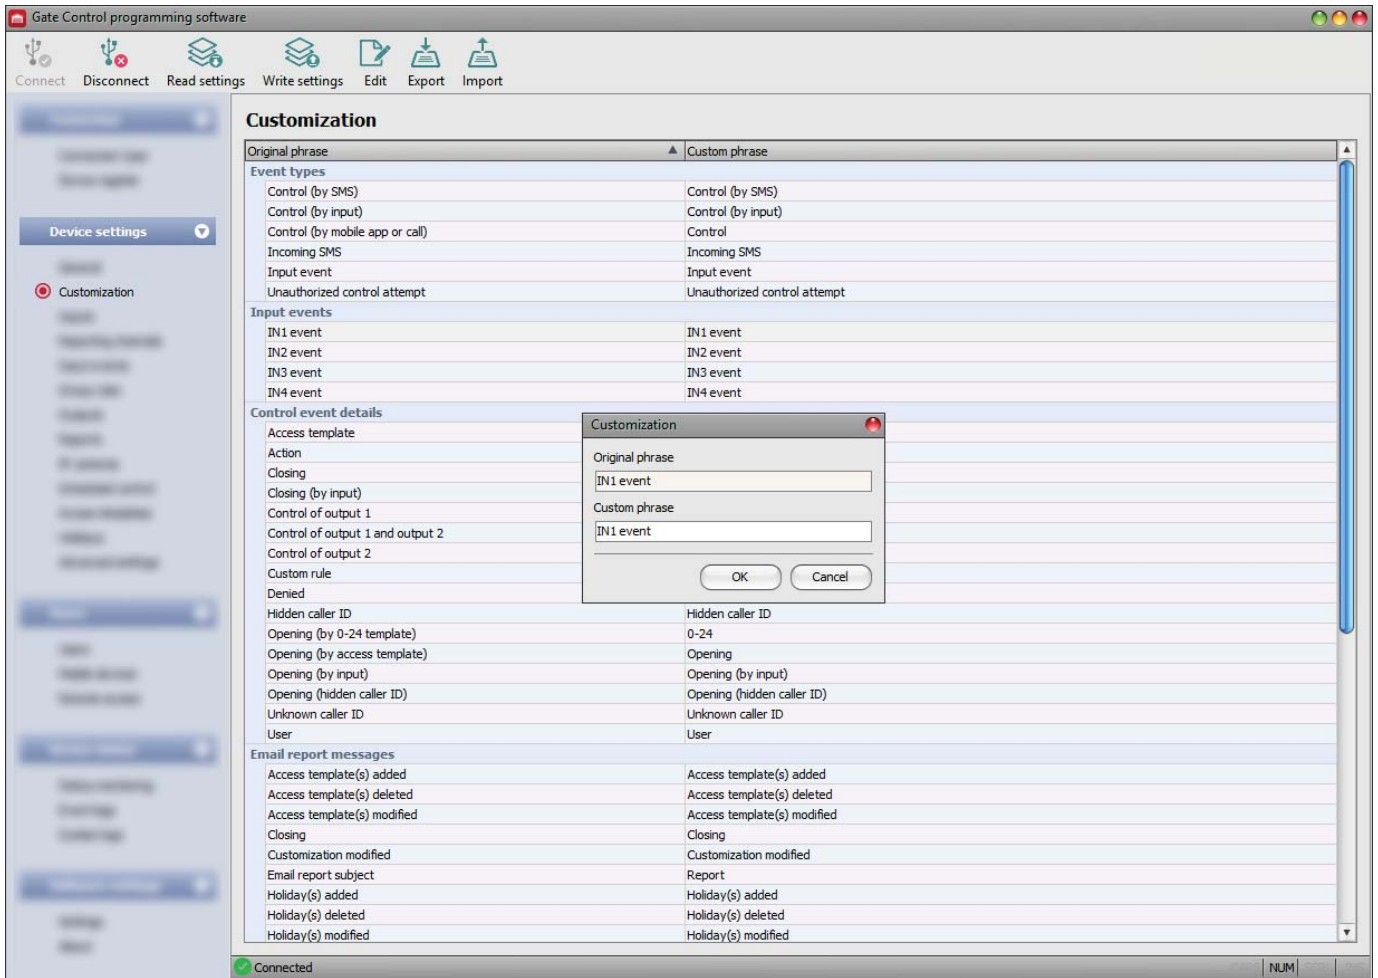 Gate Control programming software
Connect Disconnect Read settings Write settings Edit Export Import
Device settings
Customization
Customization
Original phrase Custom phrase
Event types
Control (by SMS) Control (by SMS)
Control (by input) Control (by input)
Control (by mobile app or call) Control
Incoming SMS Incoming SMS
Input event Input event
Unauthorized control attempt Unauthorized control attempt
Input events
IN1 event IN1 event
IN2 event IN2 event
IN3 event IN3 event
IN4 event IN4 event
Control event details
Access template
Action
Closing
Closing (by input)
Control of output 1
Control of output 1 and output 2
Control of output 2
Custom rule
Denied
Hidden caller ID Hidden caller ID
Opening (by 0-24 template) 0-24
Opening (by access template) Opening
Opening (by input) Opening (by input)
Opening (hidden caller ID) Opening (hidden caller ID)
Unknown caller ID Unknown caller ID
User User
Email report messages
Access template(s) added Access template(s) added
Access template(s) deleted Access template(s) deleted
Access template(s) modified Access template(s) modified
Closing Closing
Customization modified Customization modified
Email report subject Report
Holiday(s) added Holiday(s) added
Holiday(s) deleted Holiday(s) deleted
Holiday(s) modified Holiday(s) modified
Customization
Original phrase
IN1 event
Custom phrase
IN1 event
OK Cancel
Connected NUM